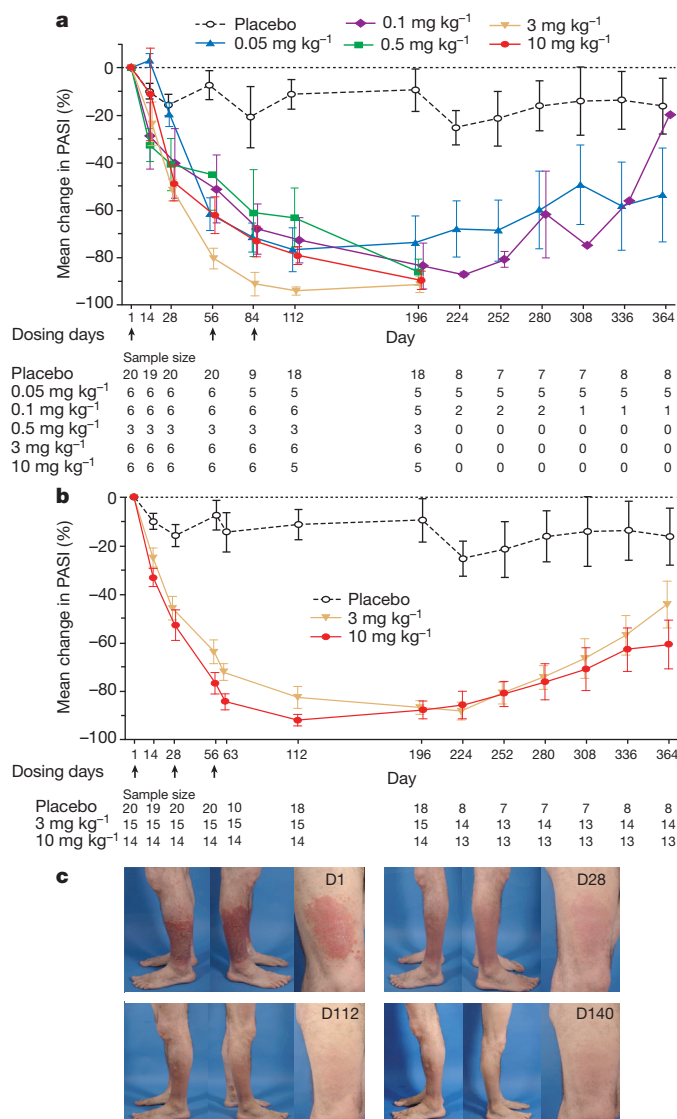 a
Placebo 0.1 mg kg⁻¹ 3 mg kg⁻¹
0.05 mg kg⁻¹ 0.5 mg kg⁻¹ 10 mg kg⁻¹
Mean change in PASI (%)
0
−20
−40
−60
−80
−100
1 14 28 56 84 112 196 224 252 280 308 336 364
Dosing days Day
Sample size
Placebo 20 19 20 20 9 18 18 8 7 7 7 8 8
0.05 mg kg⁻¹ 6 6 6 6 5 5 5 5 5 5 5 5 5
0.1 mg kg⁻¹ 6 6 6 6 6 6 5 2 2 2 1 1 1
0.5 mg kg⁻¹ 3 3 3 3 3 3 3 0 0 0 0 0 0
3 mg kg⁻¹ 6 6 6 6 6 6 6 0 0 0 0 0 0
10 mg kg⁻¹ 6 6 6 6 6 5 5 0 0 0 0 0 0
b
Mean change in PASI (%)
0
−20
−40
−60
−80
−100
Placebo
3 mg kg⁻¹
10 mg kg⁻¹
1 14 28 56 63 112 196 224 252 280 308 336 364
Dosing days Day
Sample size
Placebo 20 19 20 20 10 18 18 8 7 7 7 8 8
3 mg kg⁻¹ 15 15 15 15 15 15 15 14 13 14 13 14 14
10 mg kg⁻¹ 14 14 14 14 14 14 14 13 13 13 13 13 13
c
D1 D28
D112 D140